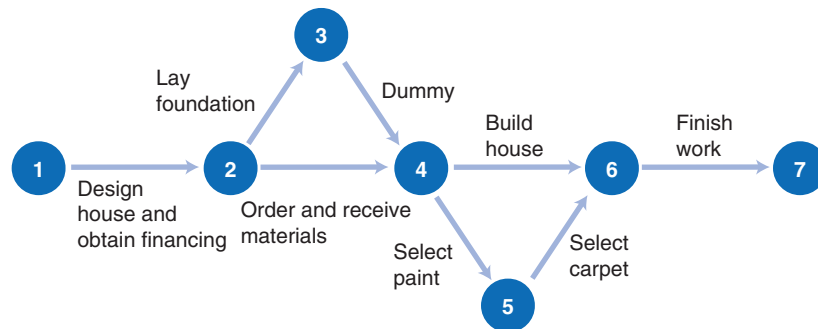 3
Lay
foundation
Dummy
Build
house
Finish
work
1
2
4
6
7
Design
house and
obtain financing
Order and receive
materials
Select
paint
Select
carpet
5